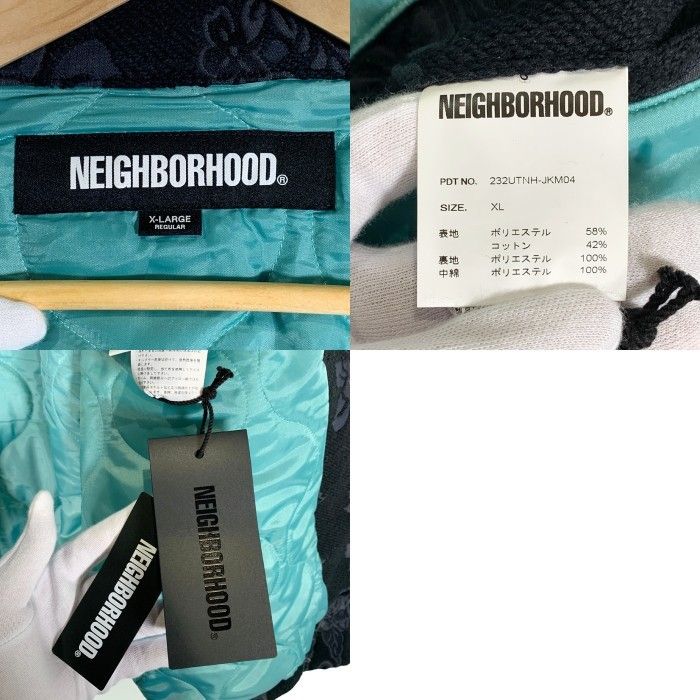 NEIGHBORHOOD®
X-LARGE
REGULAR
NEIGHBORHOOD®
PDT NO. 232UTNH-JKM04
SIZE. XL
表地 ポリエステル 58%
コットン 42%
裏地 ポリエステル 100%
中綿 ポリエステル 100%
NEIGHBORHOOD®
NEIGHBORHOOD®